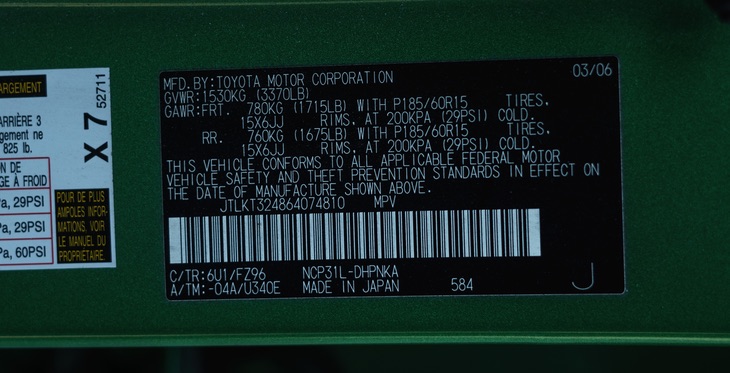 ARGEMENT
ARRIÈRE 3
gement ne
825 lb.
ON DE
GE À FROID
Pa, 29PSI
Pa, 29PSI
Pa, 60PSI
X 7 52711
POUR DE PLUS
AMPLES INFOR-
MATIONS, VOIR
LE MANUEL DU
PROPRIÉTAIRE.
MFD.BY:TOYOTA MOTOR CORPORATION 03/06
GVWR:1530KG (3370LB)
GAWR:FRT. 780KG (1715LB) WITH P185/60R15 TIRES,
15X6JJ RIMS, AT 200KPA (29PSI) COLD.
RR. 760KG (1675LB) WITH P185/60R15 TIRES,
15X6JJ RIMS, AT 200KPA (29PSI) COLD.
THIS VEHICLE CONFORMS TO ALL APPLICABLE FEDERAL MOTOR
VEHICLE SAFETY AND THEFT PREVENTION STANDARDS IN EFFECT ON
THE DATE OF MANUFACTURE SHOWN ABOVE.
JTLKT324864074810 MPV
C/TR:6U1/FZ96 NCP31L-DHPNKA
A/TM:-04A/U340E MADE IN JAPAN 584 J